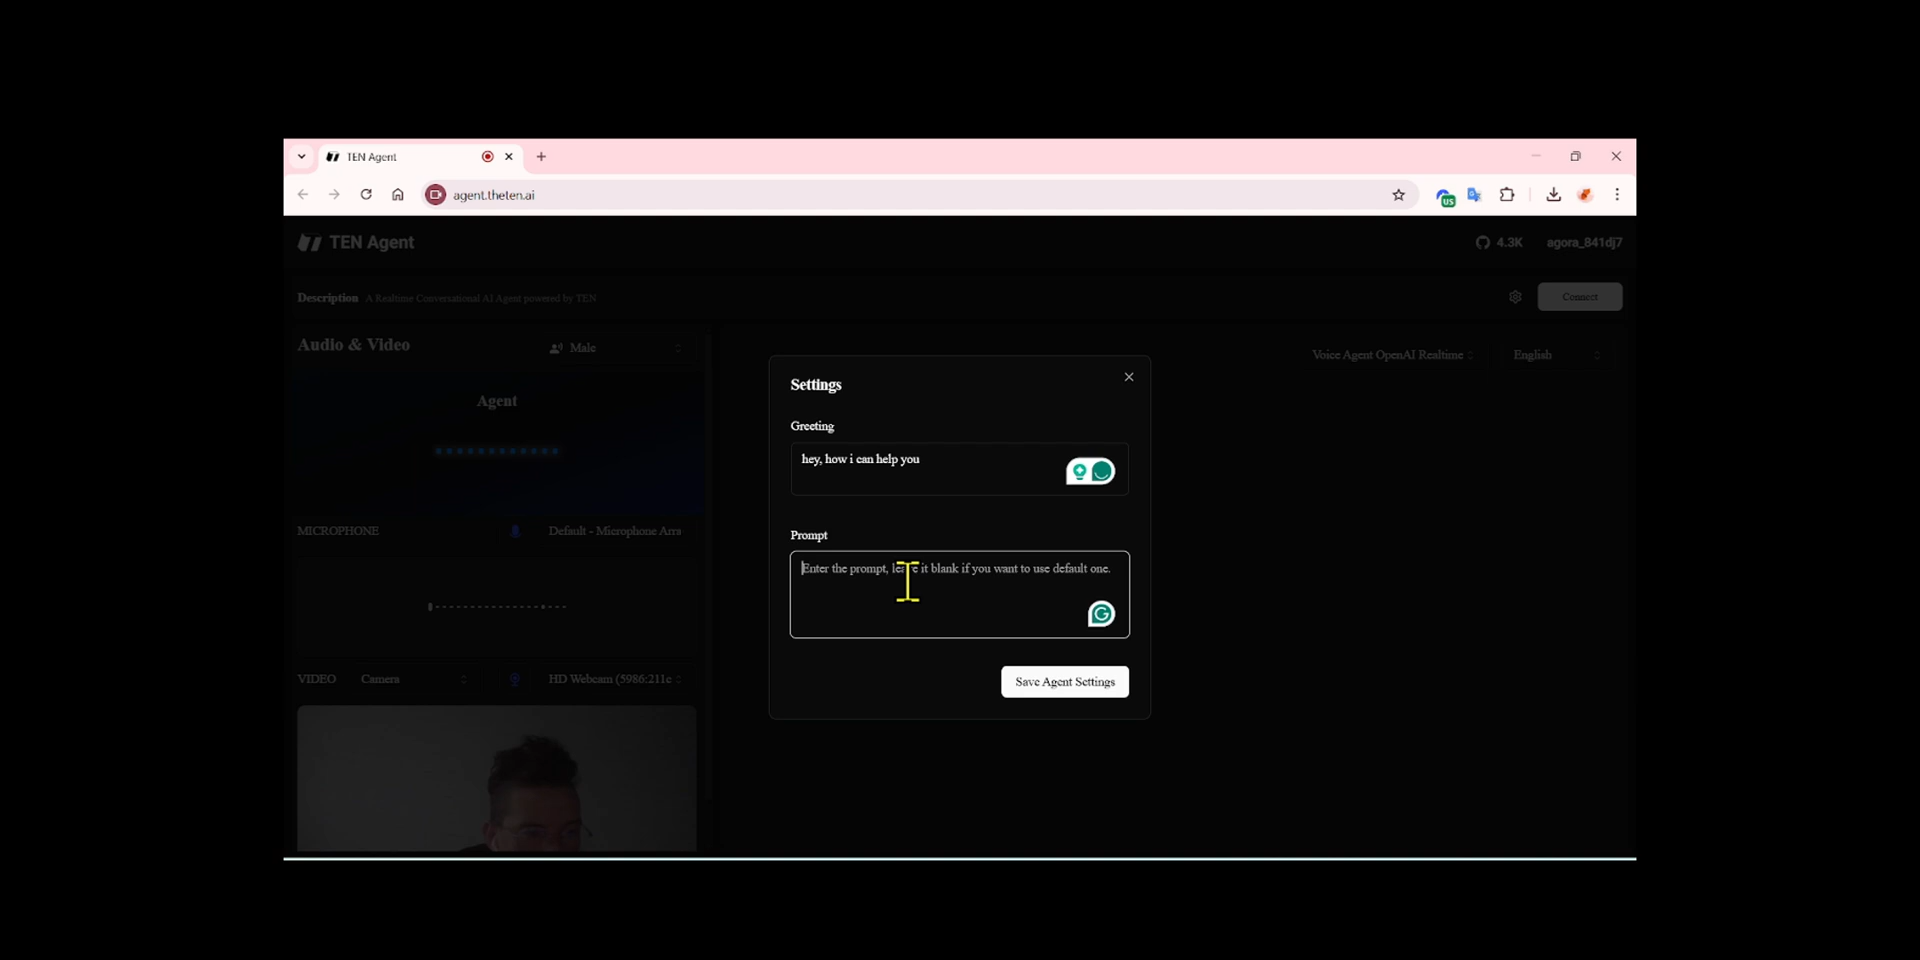 TEN Agent
agent.theten.ai
US
TEN Agent
4.3K
agora_841dj7
Description A Realtime Conversational AI Agent powered by TEN
Connect
Audio & Video
Male
Voice Agent OpenAI Realtime
English
Agent
Settings
Greeting
hey, how i can help you
MICROPHONE
Default - Microphone Arra
Prompt
Enter the prompt, leave it blank if you want to use default one.
VIDEO
Camera
HD Webcam (5986:211c
Save Agent Settings